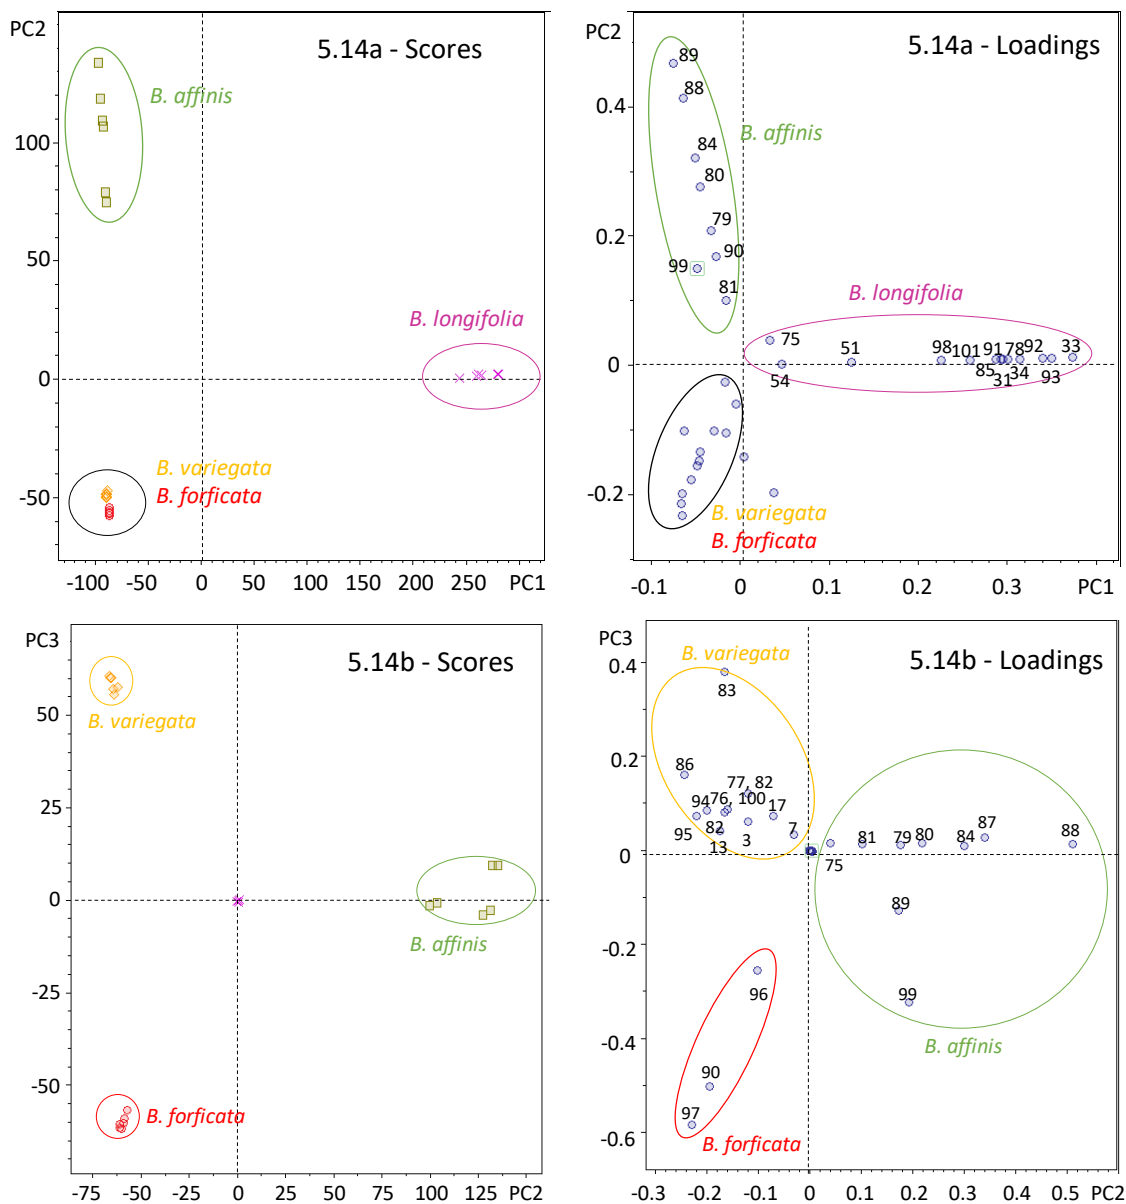 PC2
5.14a - Scores
B. affinis
100
50
B. longifolia
0
B. variegata
B. forficata
-50
-100 -50 0 50 100 150 200 250 PC1
PC2
5.14a - Loadings
89
0.4
88
B. affinis
84
80
79
0.2
90
99
81
B. longifolia
75 51 98 101 91 78 92 33
0
54 85 31 34 93
-0.2
B. variegata
B. forficata
-0.1 0 0.1 0.2 0.3 PC1
PC3
5.14b - Scores
50
B. variegata
25
0
B. affinis
-25
-50
B. forficata
-75 -50 -25 0 25 50 75 100 125 PC2
PC3
B. variegata
5.14b - Loadings
0.4
83
0.2
86
77, 82
94 76, 100 17 87
95 82 7 81 79 80 84 88
13 3
0
75
89
-0.2
96
99
B. affinis
-0.4
90
97
-0.6
B. forficata
-0.3 -0.2 -0.1 0 0.1 0.2 0.3 0.4 0.5 PC2